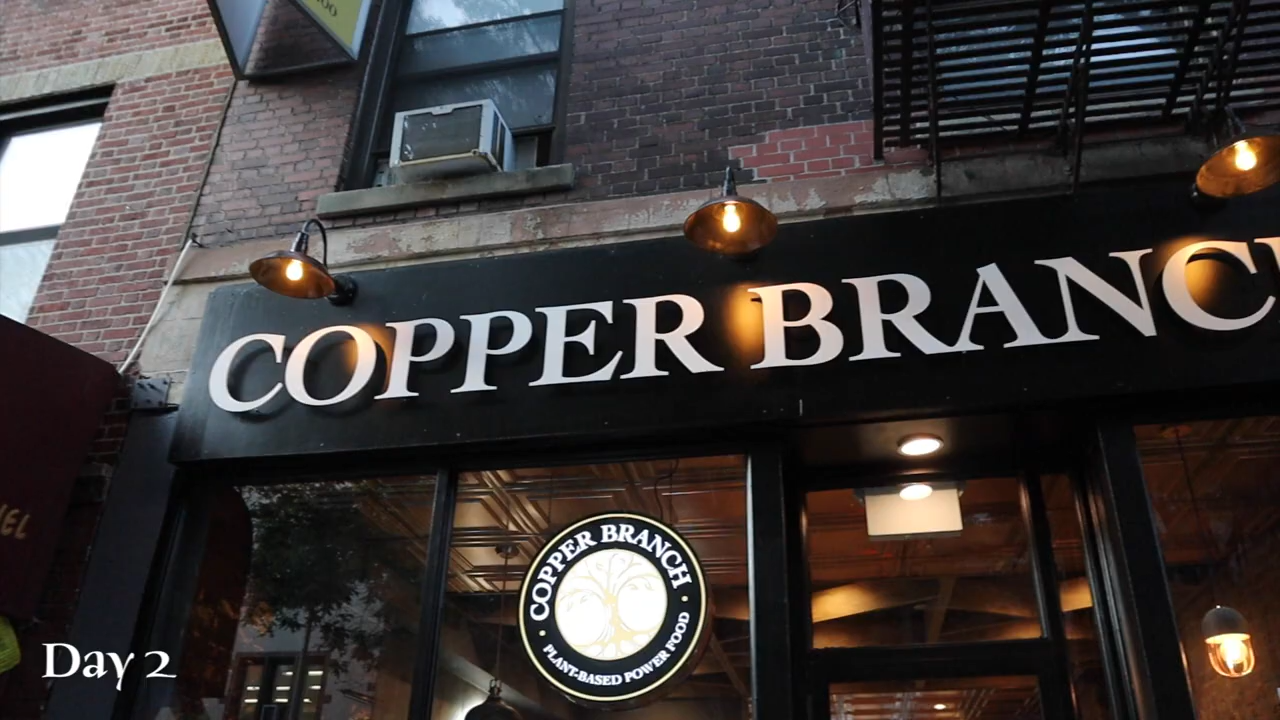 COPPER BRANC
COPPER BRANCH
PLANT-BASED POWER FOOD
Day 2